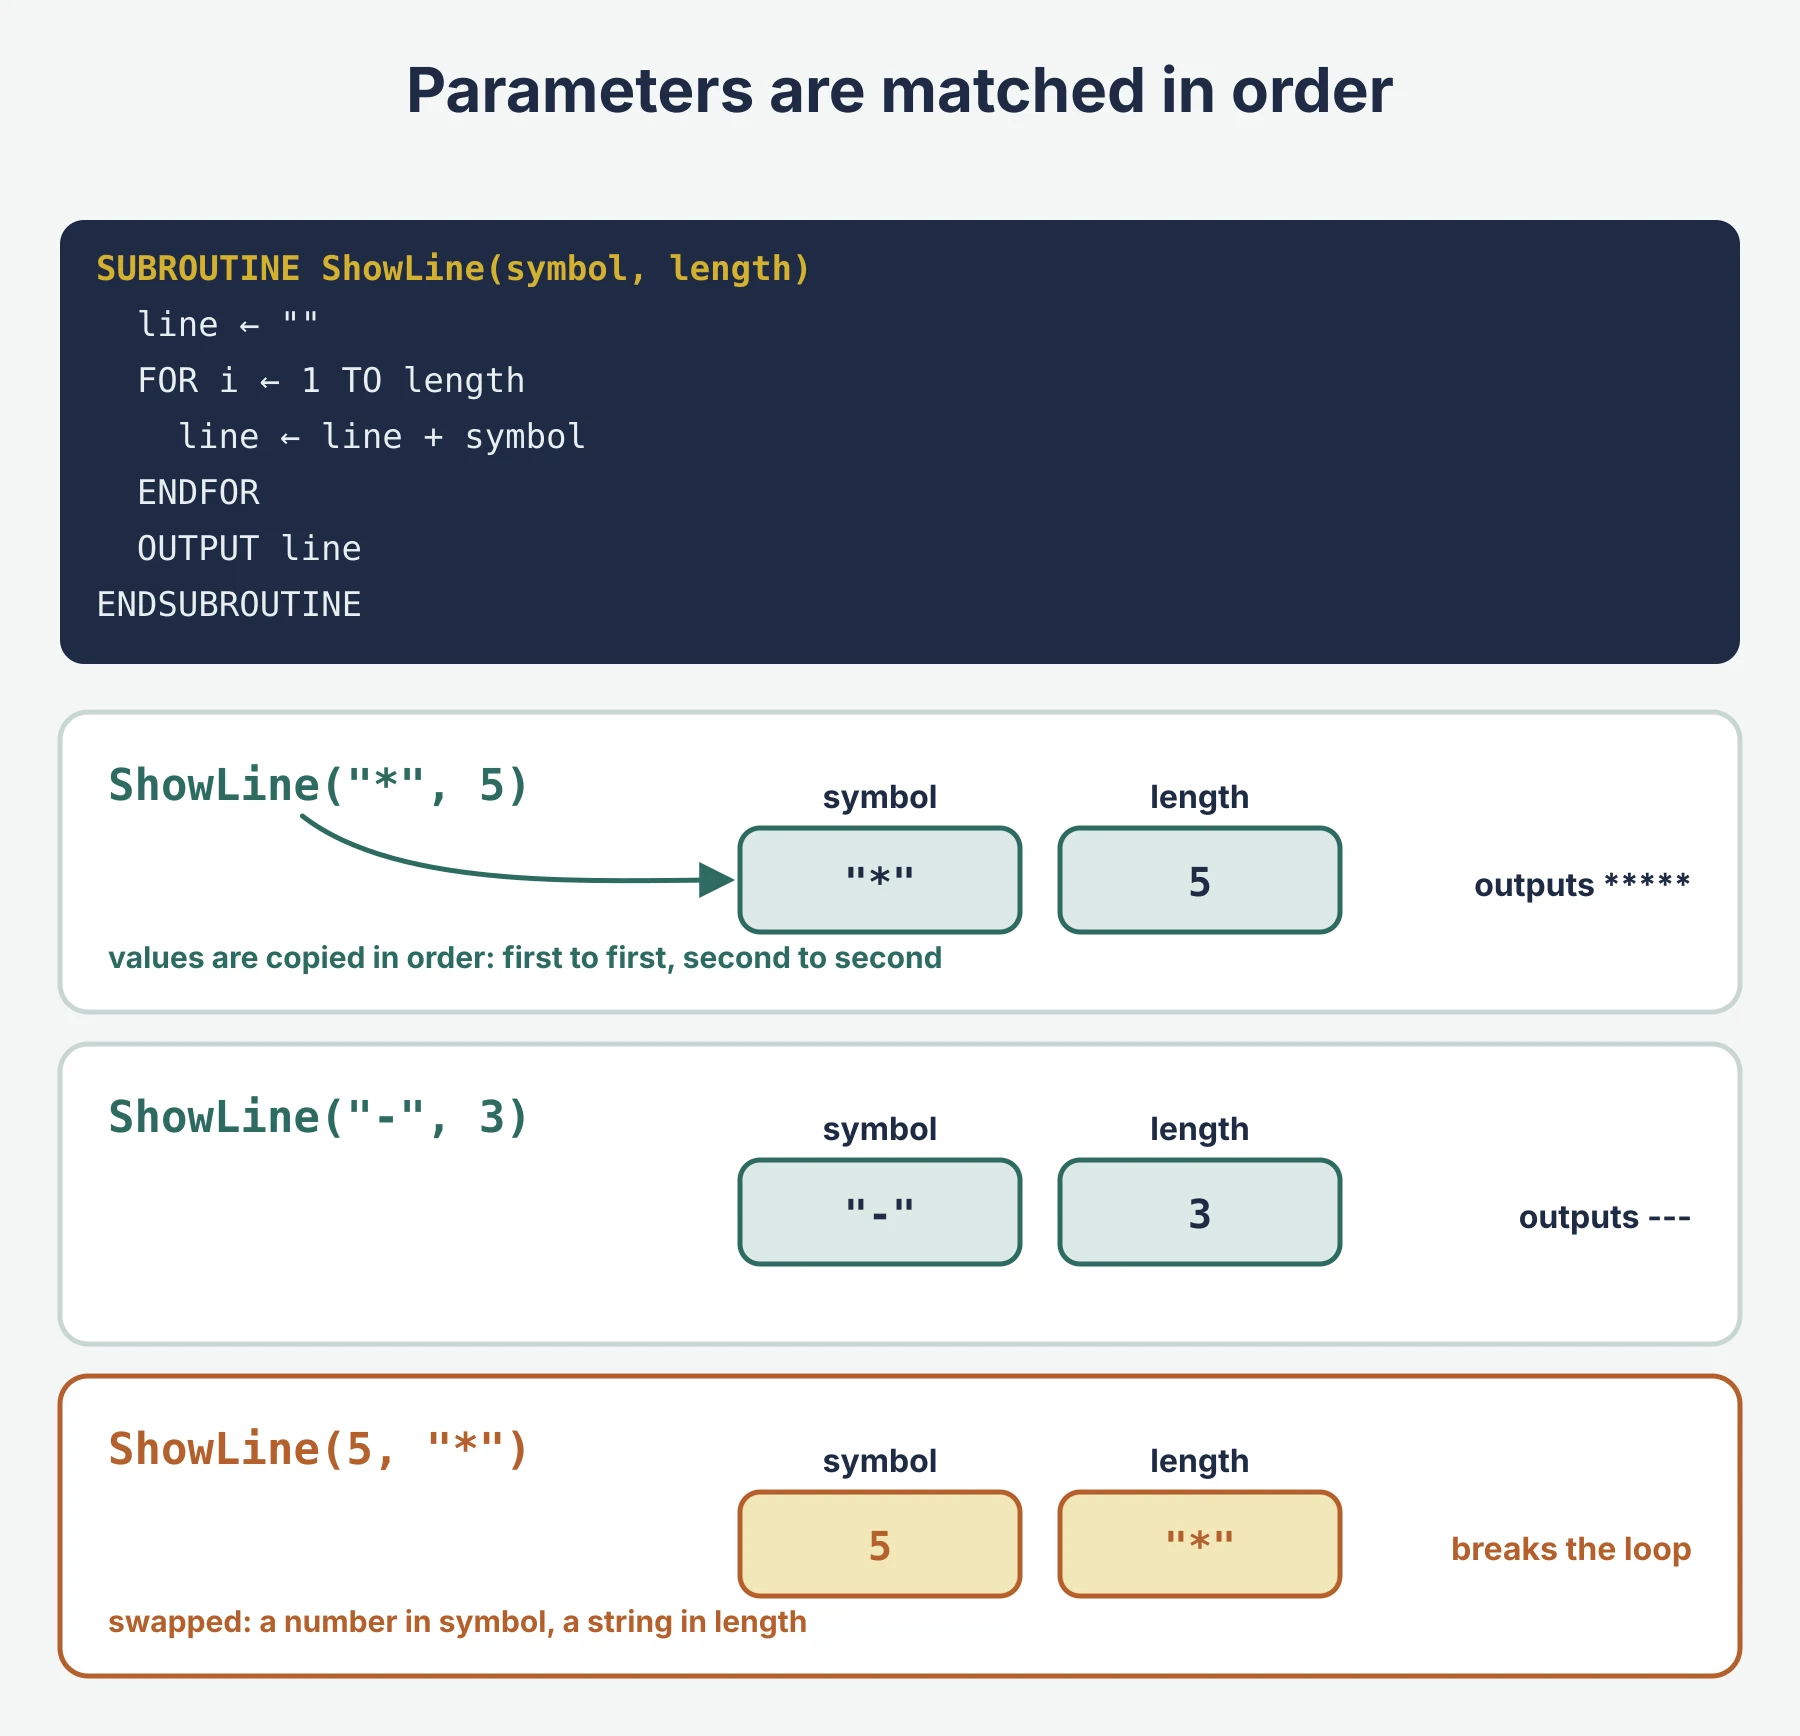 Parameters are matched in order
SUBROUTINE ShowLine(symbol, length)
  line ← ""
  FOR i ← 1 TO length
    line ← line + symbol
  ENDFOR
  OUTPUT line
ENDSUBROUTINE
ShowLine("*", 5)
symbol length
"*" 5
outputs *****
values are copied in order: first to first, second to second
ShowLine("-", 3)
symbol length
"-" 3
outputs ---
ShowLine(5, "*")
symbol length
5 "*"
breaks the loop
swapped: a number in symbol, a string in length